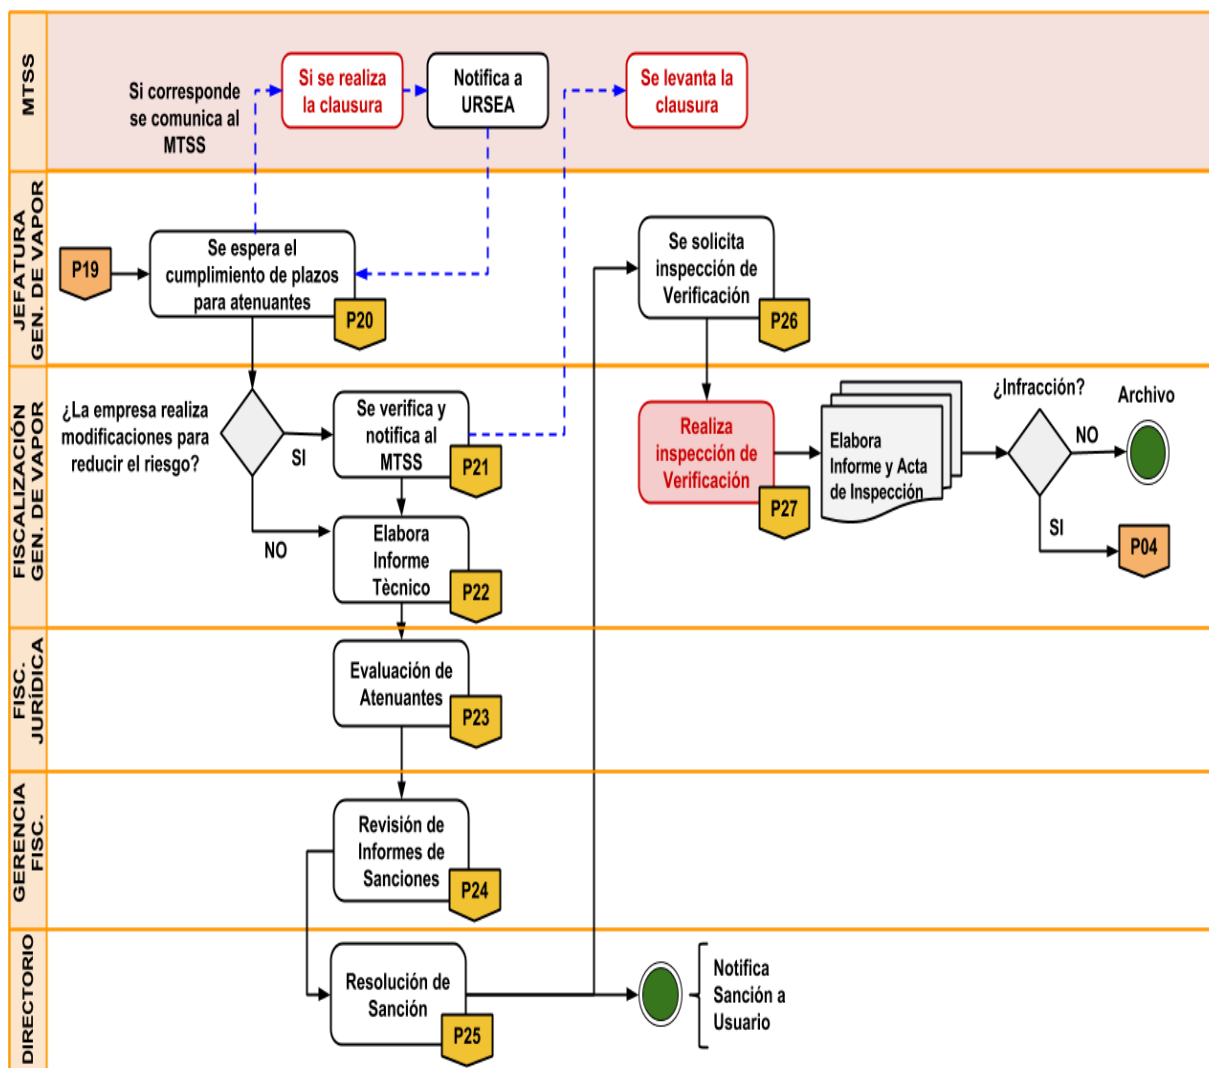 MTSS
Si corresponde
se comunica al
MTSS
Si se realiza
la clausura
Notifica a
URSEA
Se levanta la
clausura
JEFATURA
GEN. DE VAPOR
P19
Se espera el
cumplimiento de plazos
para atenuantes
P20
Se solicita
inspección de
Verificación
P26
FISCALIZACIÓN
GEN. DE VAPOR
¿La empresa realiza
modificaciones para
reducir el riesgo?
SI
NO
Se verifica y
notifica al
MTSS
P21
Elabora
Informe
Tècnico
P22
Realiza
inspección de
Verificación
P27
Elabora
Informe y Acta
de Inspección
¿Infracción?
NO
SI
Archivo
P04
FISC.
JURÍDICA
Evaluación de
Atenuantes
P23
GERENCIA
FISC.
Revisión de
Informes de
Sanciones
P24
DIRECTORIO
Resolución de
Sanción
P25
Notifica
Sanción a
Usuario